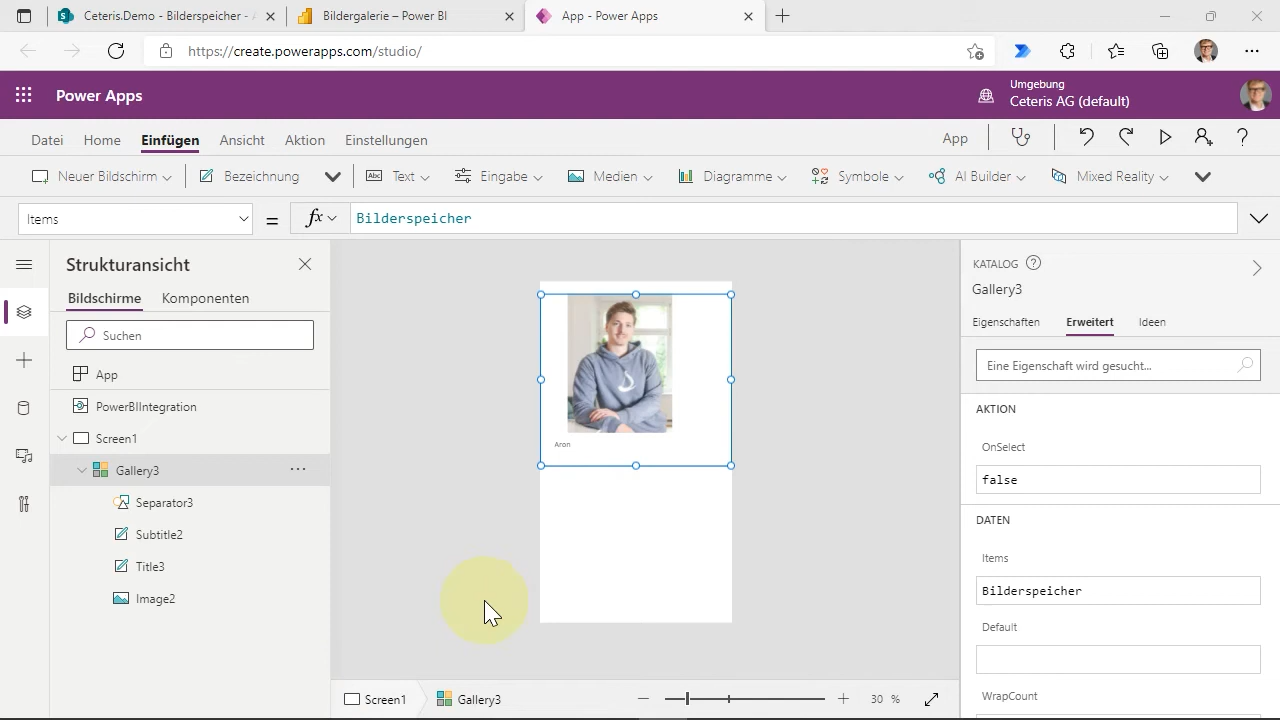 Ceteris.Demo - Bilderspeicher -
Bildergalerie – Power BI
App - Power Apps
https://create.powerapps.com/studio/
Power Apps
Umgebung
Ceteris AG (default)
Datei
Home
Einfügen
Ansicht
Aktion
Einstellungen
App
Neuer Bildschirm
Bezeichnung
Text
Eingabe
Medien
Diagramme
Symbole
AI Builder
Mixed Reality
Items
=
fx
Bilderspeicher
Strukturansicht
Bildschirme
Komponenten
Suchen
App
PowerBIIntegration
Screen1
Gallery3
Separator3
Subtitle2
Title3
Image2
Aron
Screen1
Gallery3
30 %
KATALOG
Gallery3
Eigenschaften
Erweitert
Ideen
Eine Eigenschaft wird gesucht...
AKTION
OnSelect
false
DATEN
Items
Bilderspeicher
Default
WrapCount